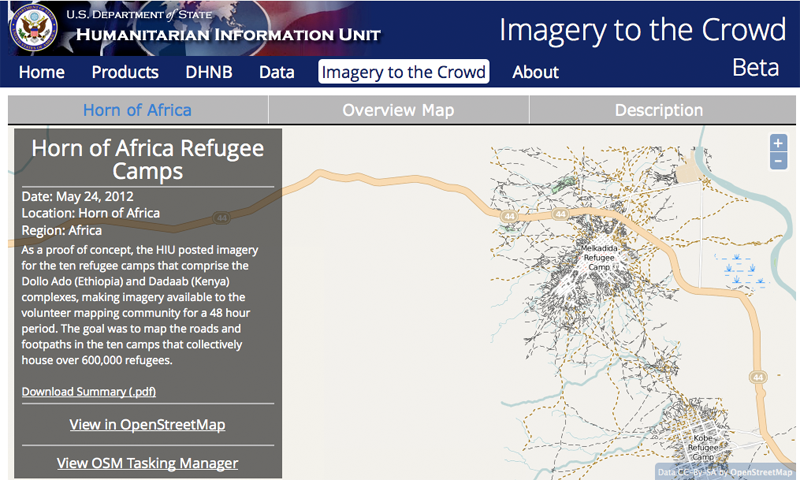 U.S. DEPARTMENT of STATE
HUMANITARIAN INFORMATION UNIT
Imagery to the Crowd
Beta
Home Products DHNB Data Imagery to the Crowd About
Horn of Africa Overview Map Description
Horn of Africa Refugee
Camps
Date: May 24, 2012
Location: Horn of Africa
Region: Africa
As a proof of concept, the HIU posted imagery
for the ten refugee camps that comprise the
Dollo Ado (Ethiopia) and Dadaab (Kenya)
complexes, making imagery available to the
volunteer mapping community for a 48 hour
period. The goal was to map the roads and
footpaths in the ten camps that collectively
house over 600,000 refugees.
Download Summary (.pdf)
View in OpenStreetMap
View OSM Tasking Manager
+
−
44
44
44
Melkadida
Refugee
Camp
44
Kobe
Refugee
Camp
Data CC-By-SA by OpenStreetMap